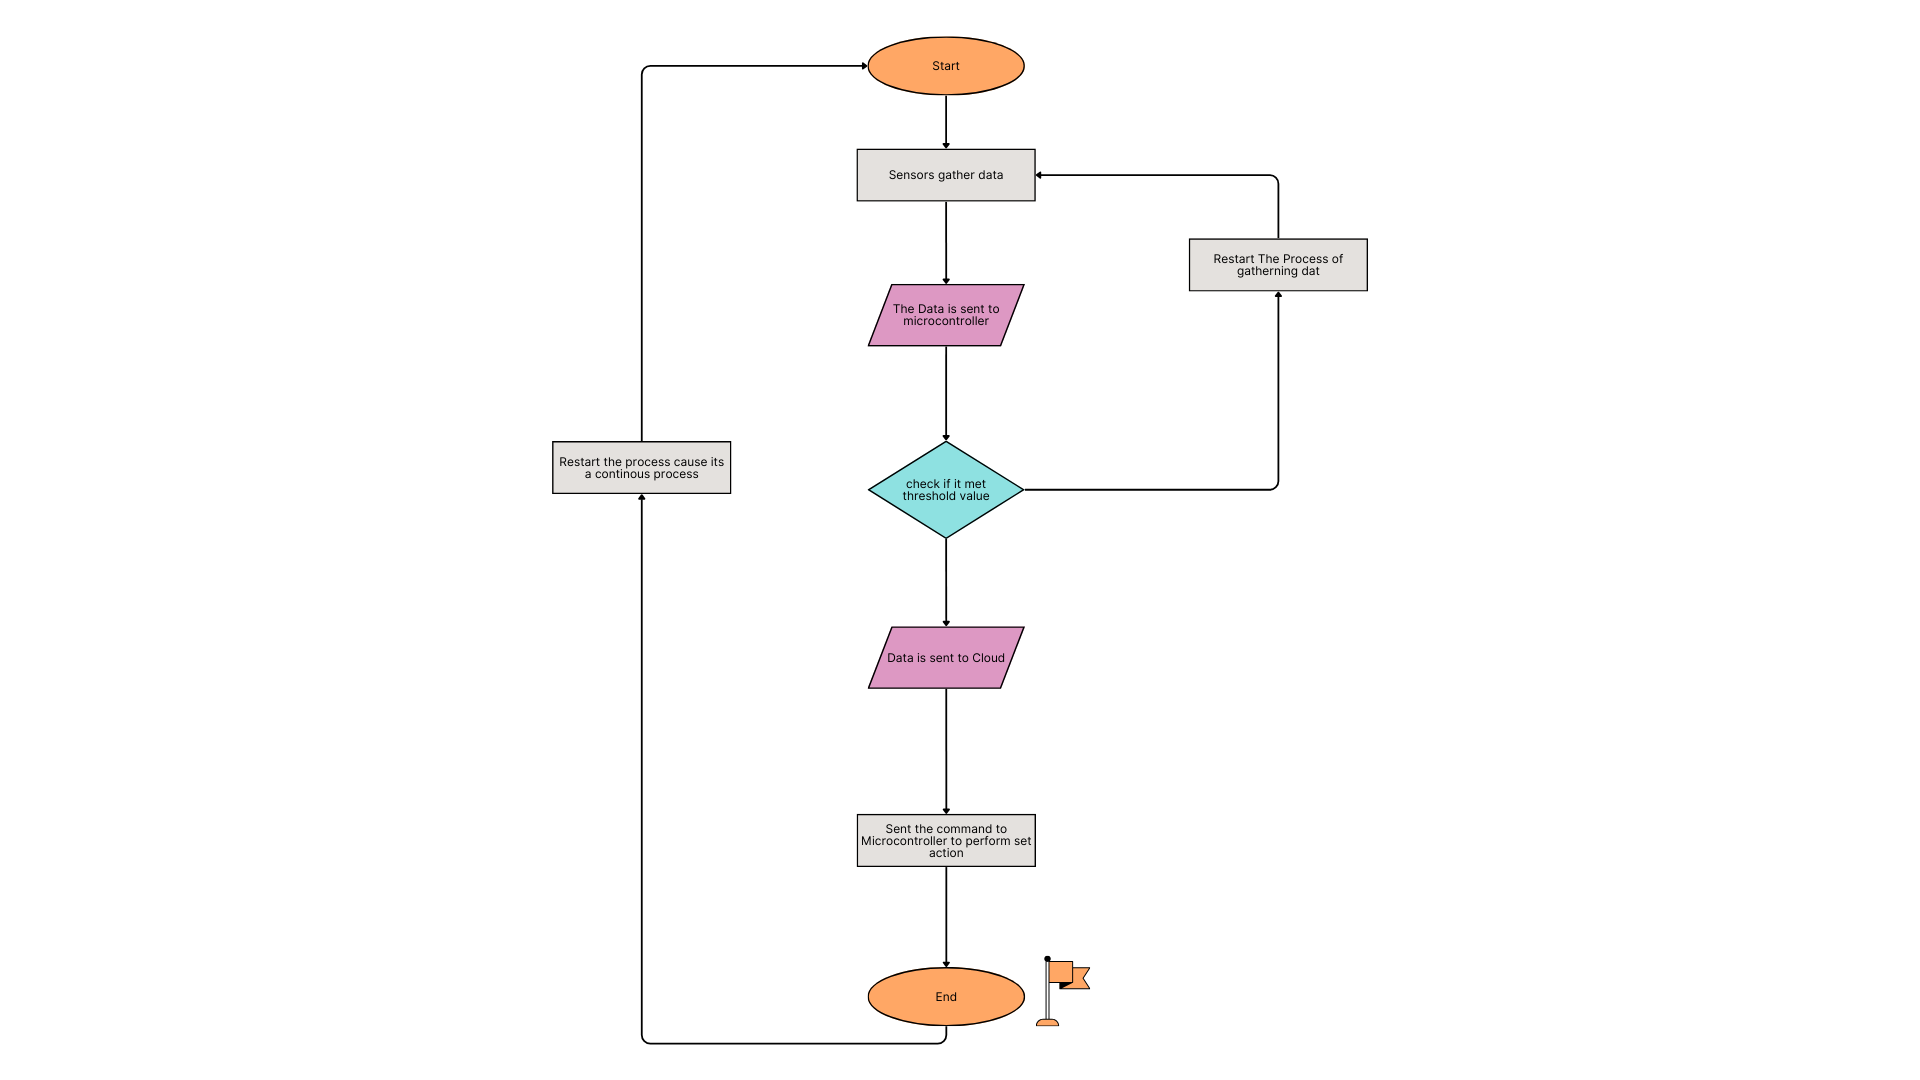 Start
Sensors gather data
Restart The Process of
gatherning dat
The Data is sent to
microcontroller
Restart the process cause its
a continous process
check if it met
threshold value
Data is sent to Cloud
Sent the command to
Microcontroller to perform set
action
End